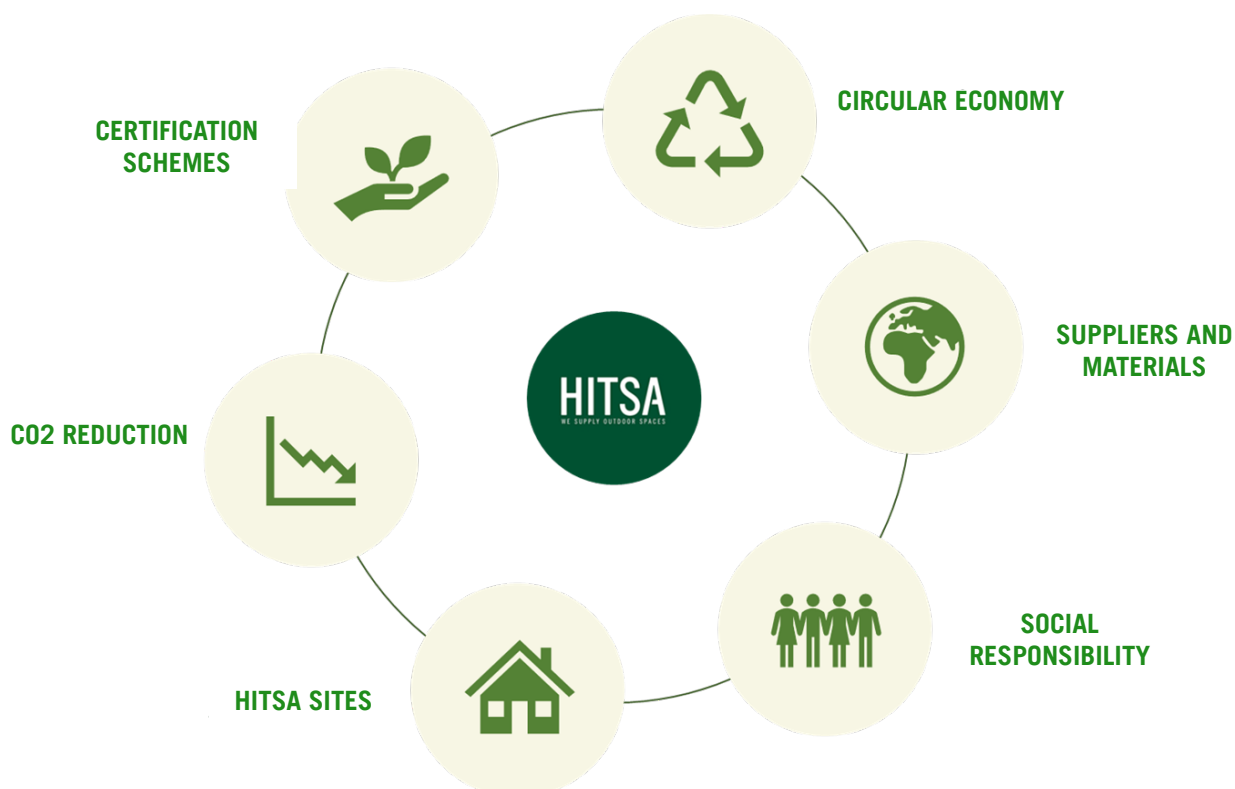 CERTIFICATION
SCHEMES
CIRCULAR ECONOMY
SUPPLIERS AND
MATERIALS
HITSA
WE SUPPLY OUTDOOR SPACES
CO2 REDUCTION
SOCIAL
RESPONSIBILITY
HITSA SITES